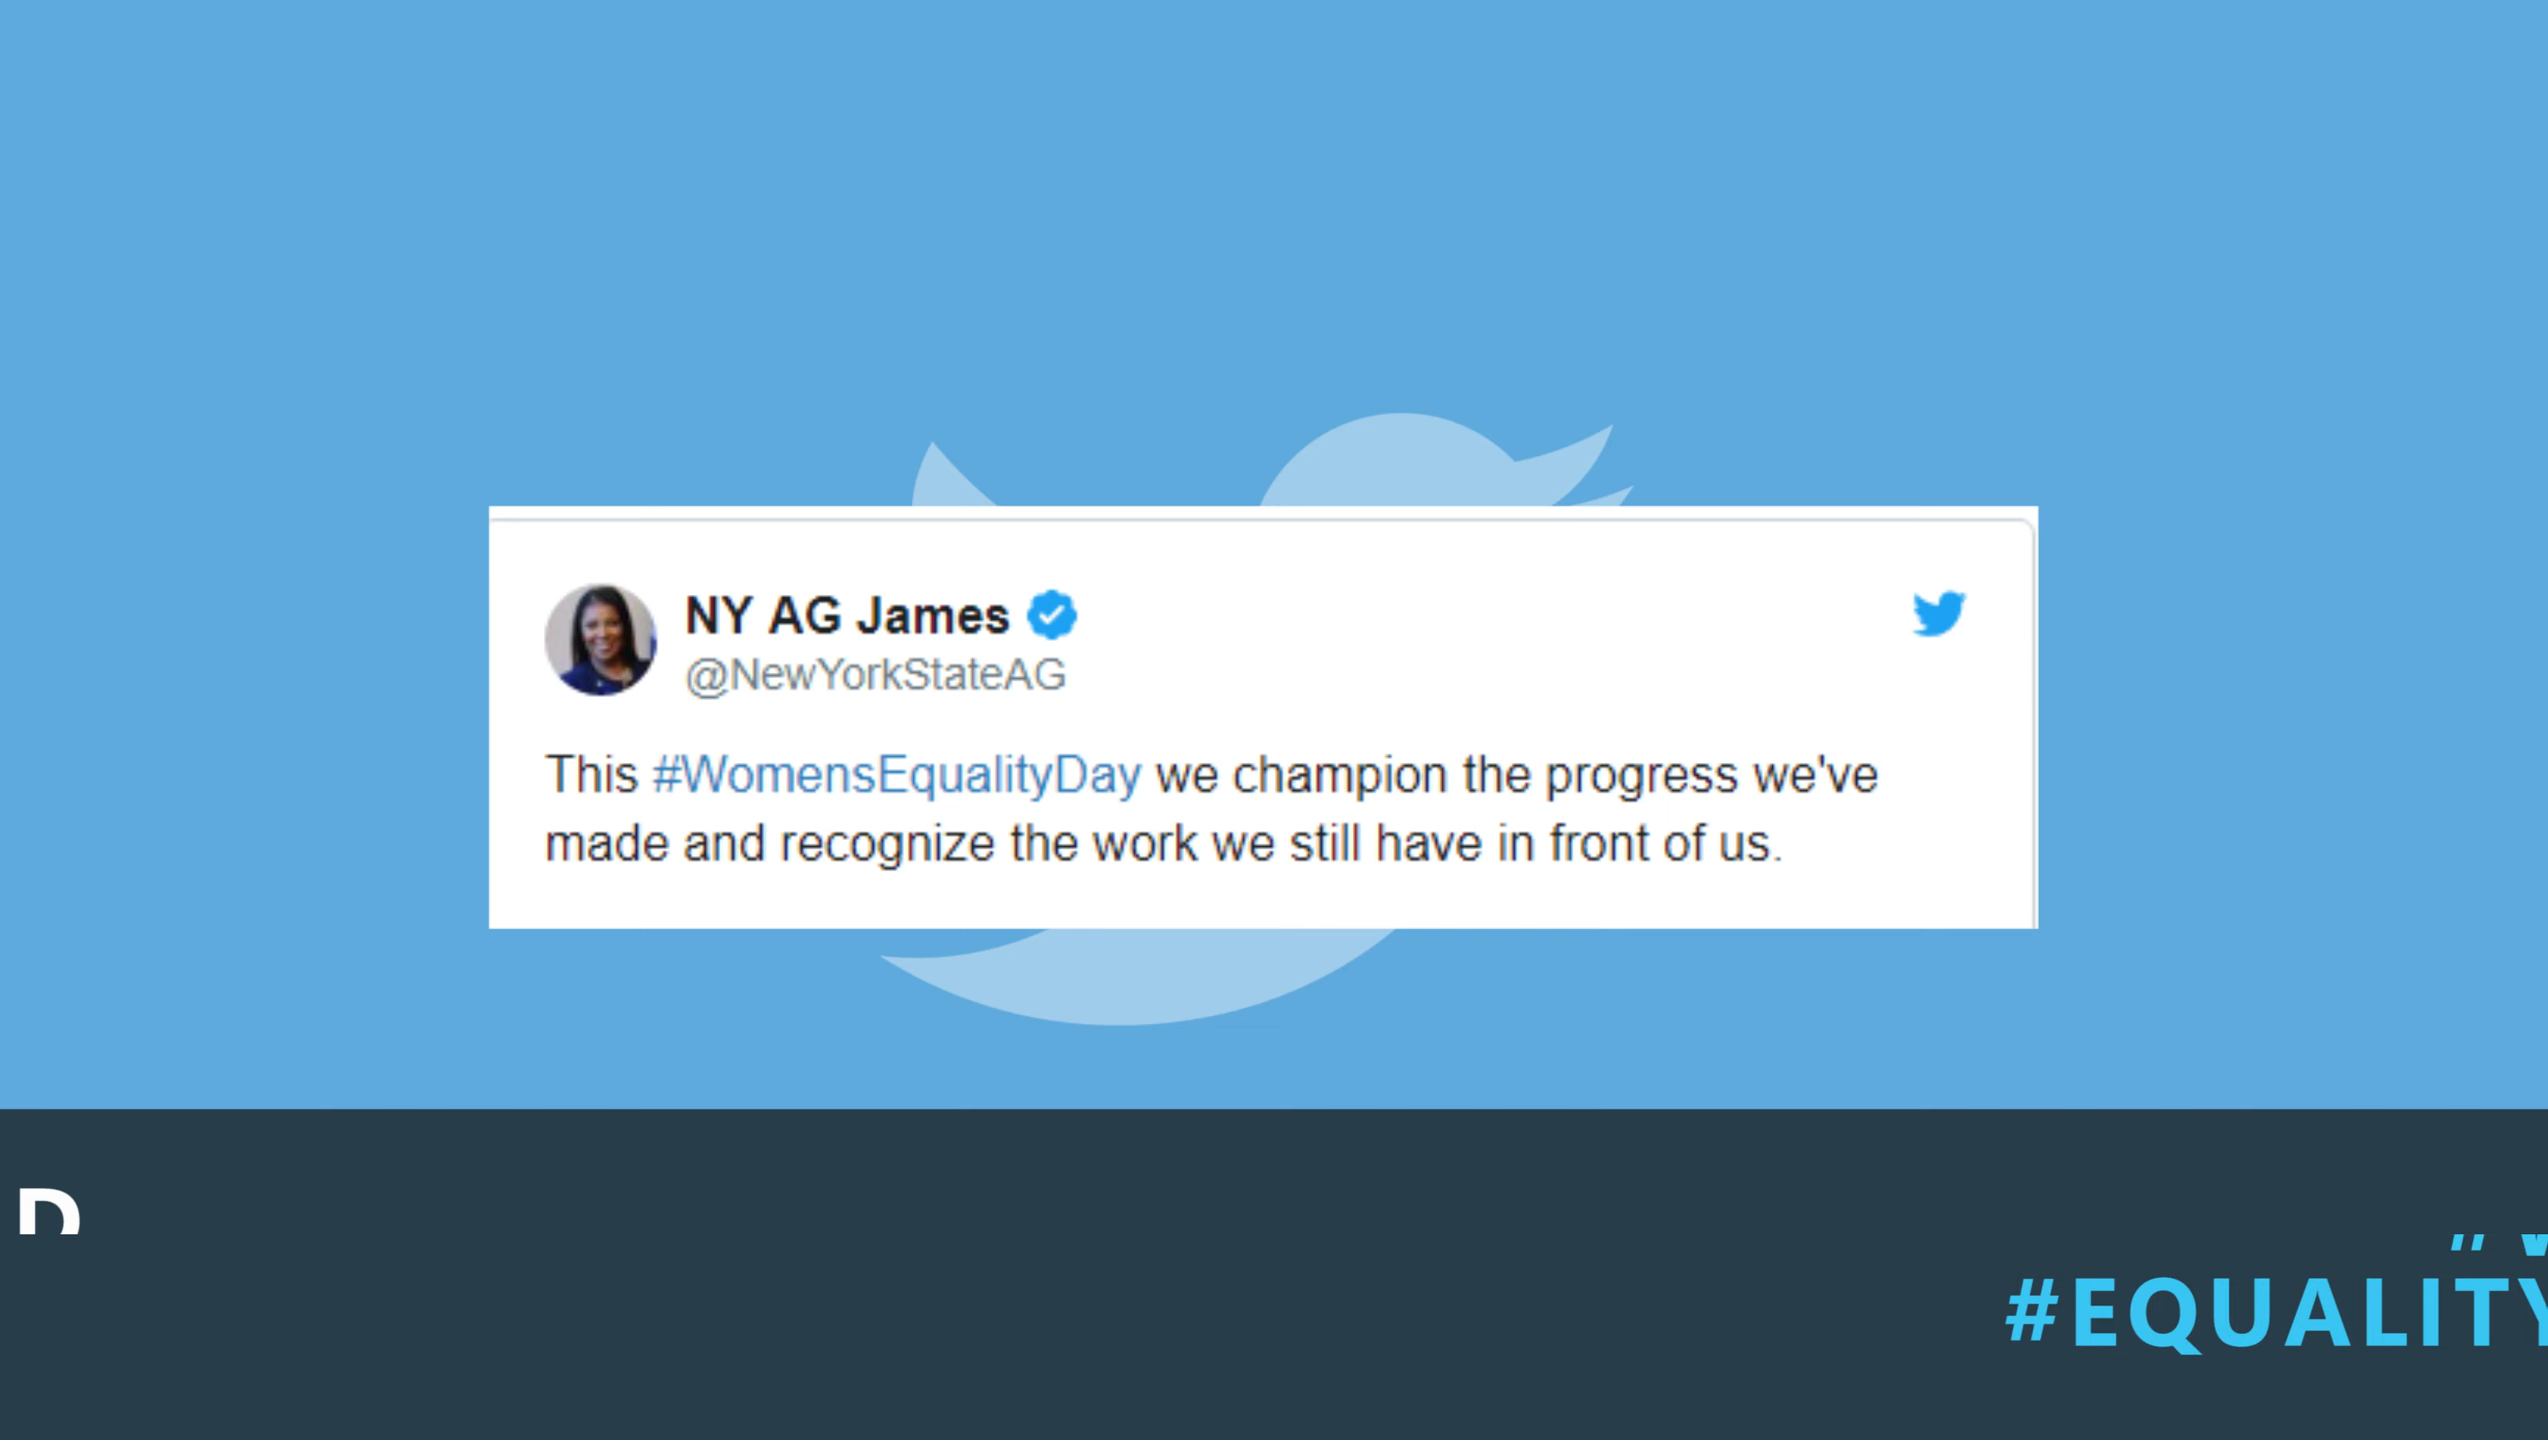 NY AG James
@NewYorkStateAG
This #WomensEqualityDay we champion the progress we've
made and recognize the work we still have in front of us.
#EQUALITY